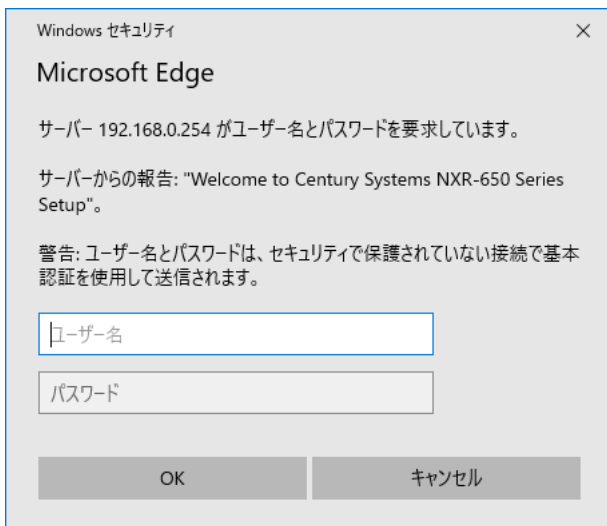 Windows セキュリティ
Microsoft Edge
サーバー 192.168.0.254 がユーザー名とパスワードを要求しています。
サーバーからの報告: "Welcome to Century Systems NXR-650 Series
Setup"。
警告: ユーザー名とパスワードは、セキュリティで保護されていない接続で基本
認証を使用して送信されます。
ユーザー名
パスワード
OK
キャンセル